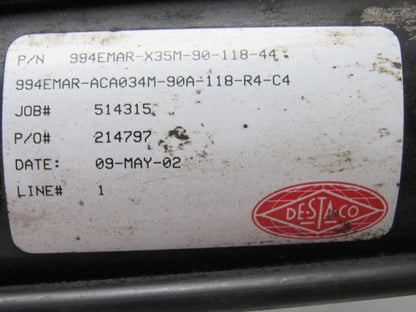 P/N 994EMAR-X35M-90-118-44
994EMAR-ACA034M-90A-118-R4-C4
JOB# 514315
P/O# 214797
DATE: 09-MAY-02
LINE# 1
DE-STA-CO